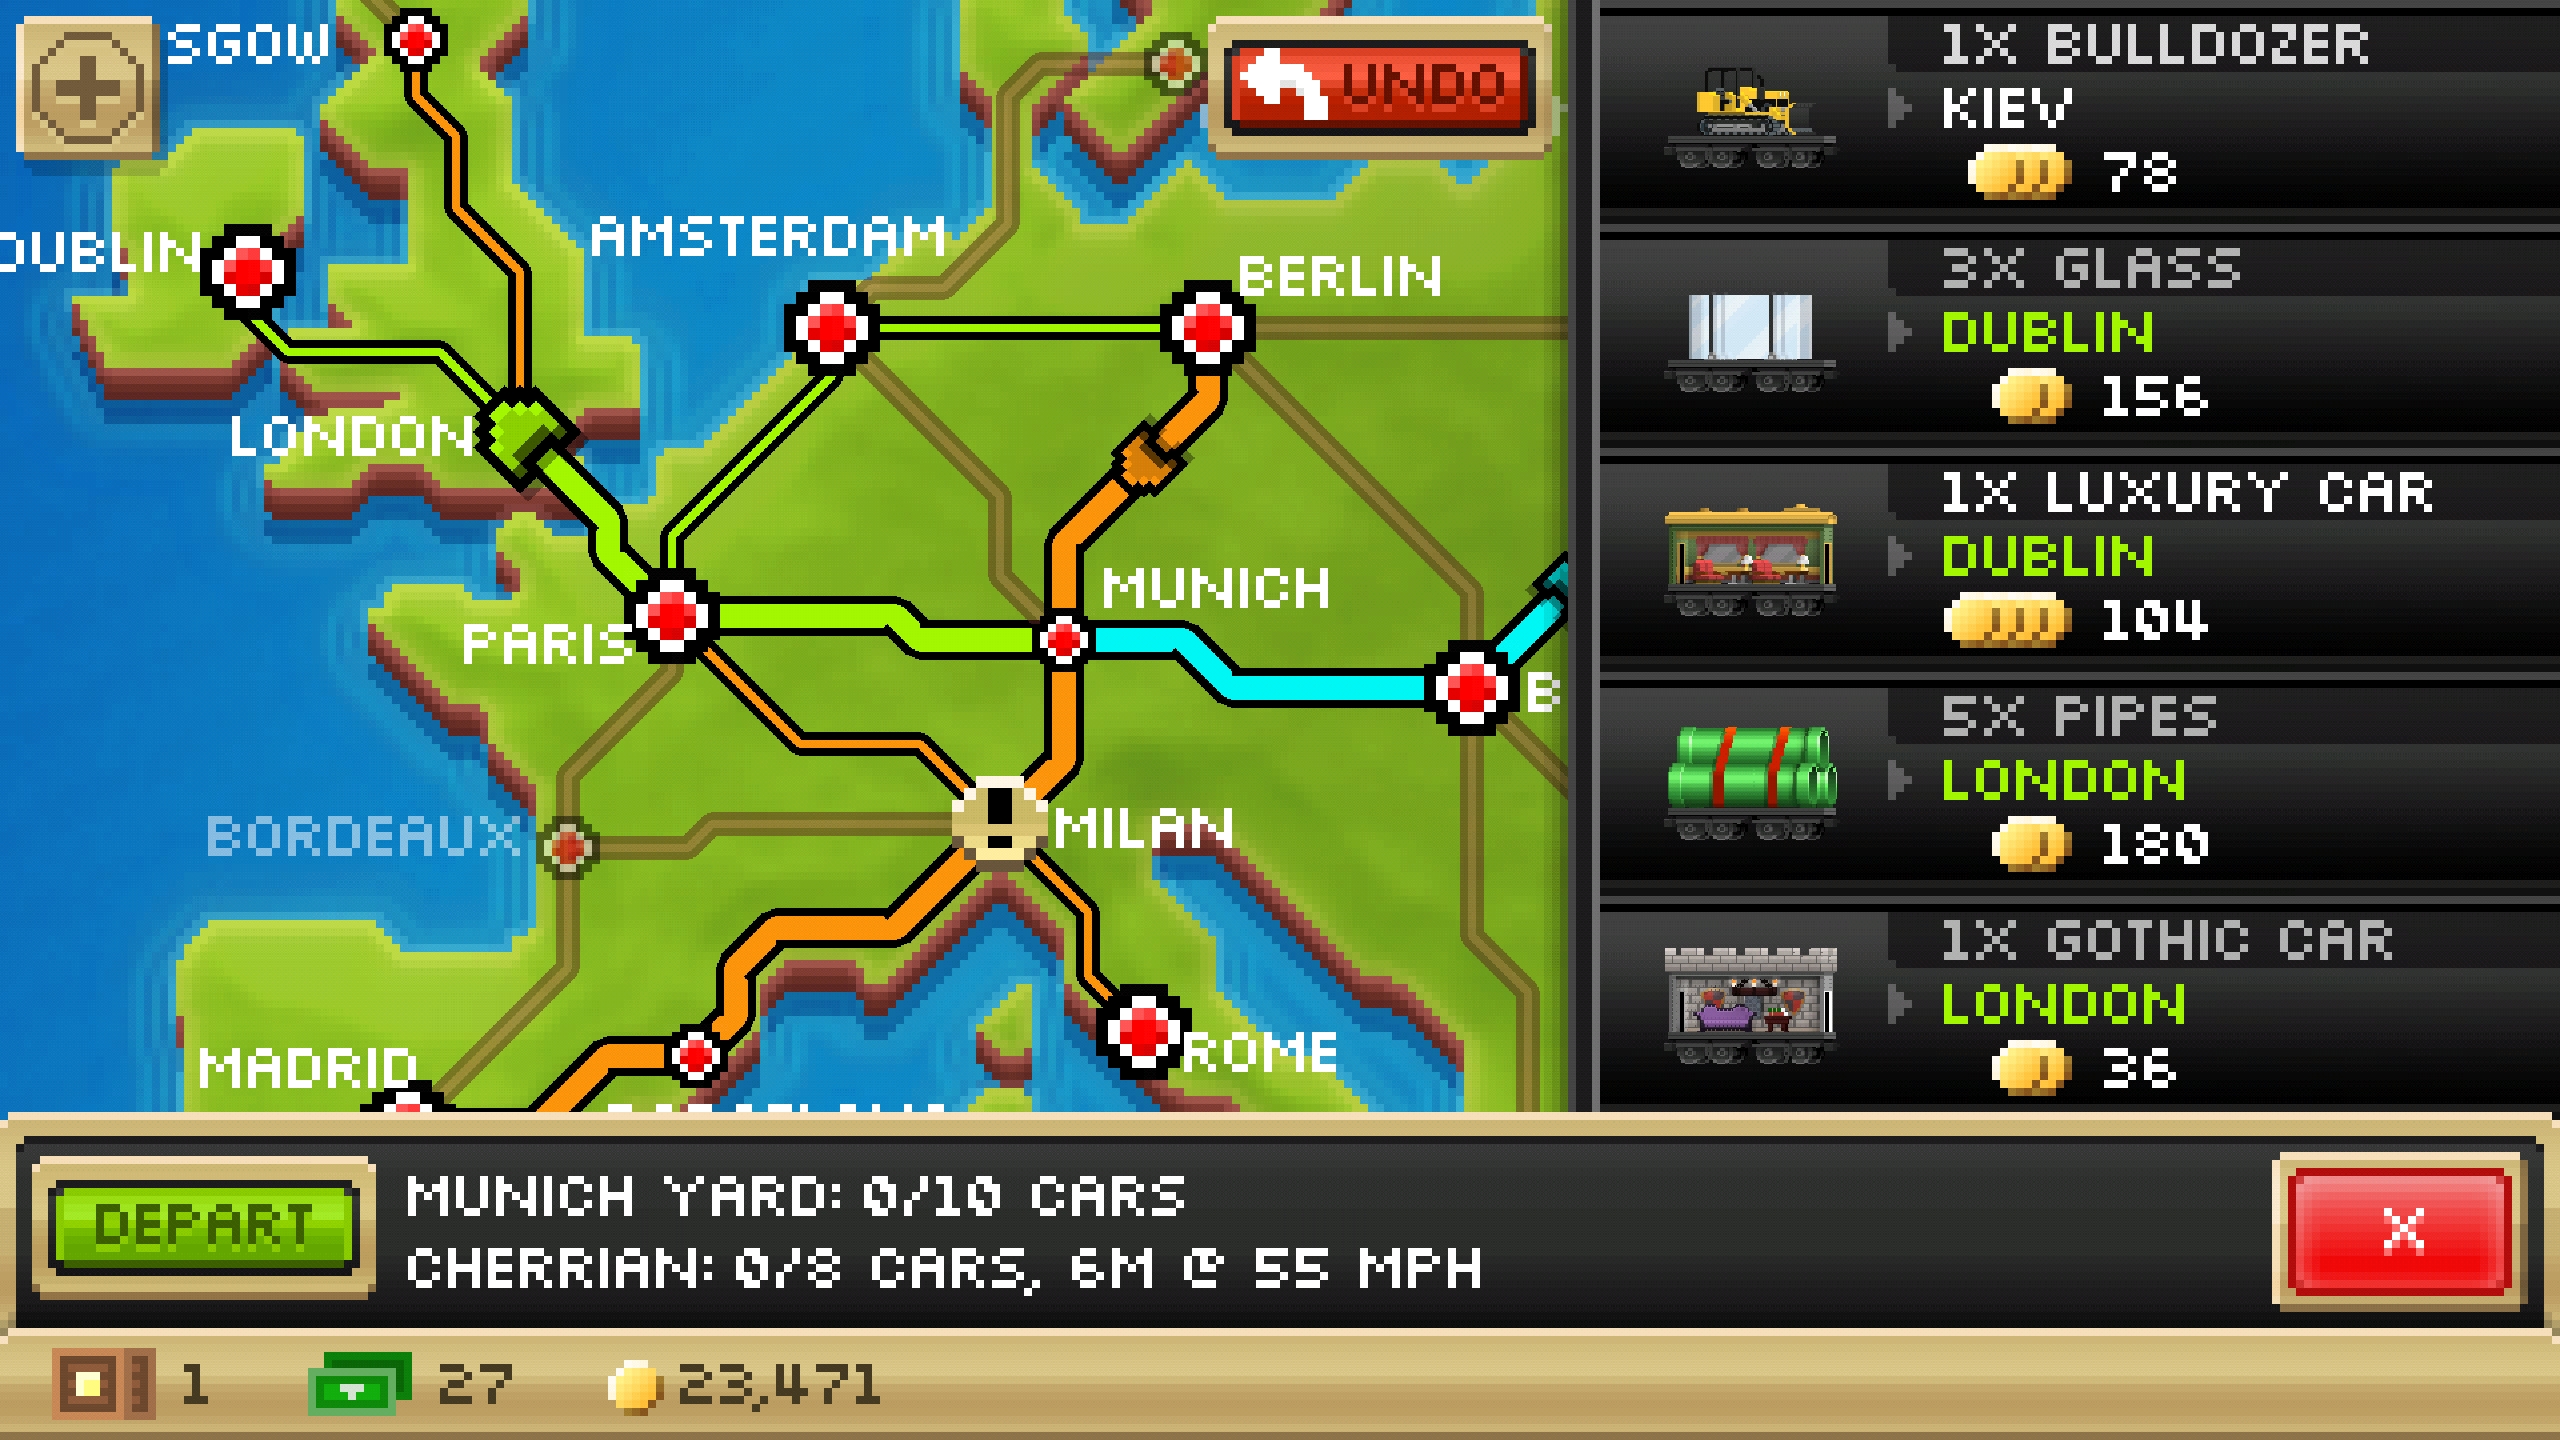 SGOW
UNDO
DUBLIN
AMSTERDAM
BERLIN
LONDON
MUNICH
PARIS
B
BORDEAUX
MILAN
MADRID
ROME
1X BULLDOZER
KIEV
78
3X GLASS
DUBLIN
156
1X LUXURY CAR
DUBLIN
104
5X PIPES
LONDON
180
1X GOTHIC CAR
LONDON
36
DEPART
MUNICH YARD: 0/10 CARS
CHERRIAN: 0/8 CARS, 6M @ 55 MPH
X
1
27
23,471